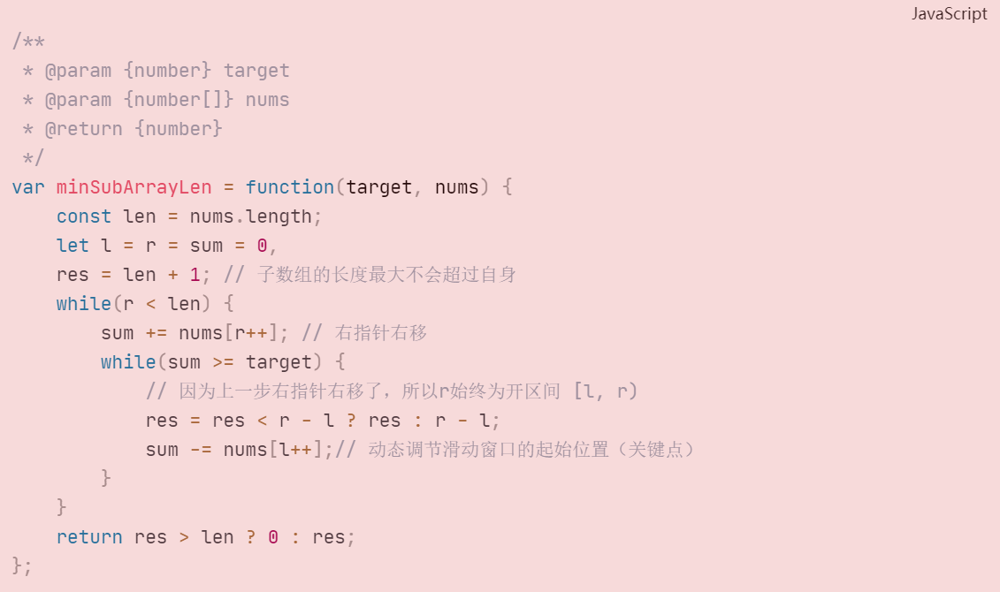 JavaScript
/**
 * @param {number} target
 * @param {number[]} nums
 * @return {number}
 */
var minSubArrayLen = function(target, nums) {
    const len = nums.length;
    let l = r = sum = 0,
    res = len + 1; // 子数组的长度最大不会超过自身
    while(r < len) {
        sum += nums[r++]; // 右指针右移
        while(sum >= target) {
            // 因为上一步右指针右移了，所以r始终为开区间 [l, r)
            res = res < r - l ? res : r - l;
            sum -= nums[l++];// 动态调节滑动窗口的起始位置（关键点）
        }
    }
    return res > len ? 0 : res;
};